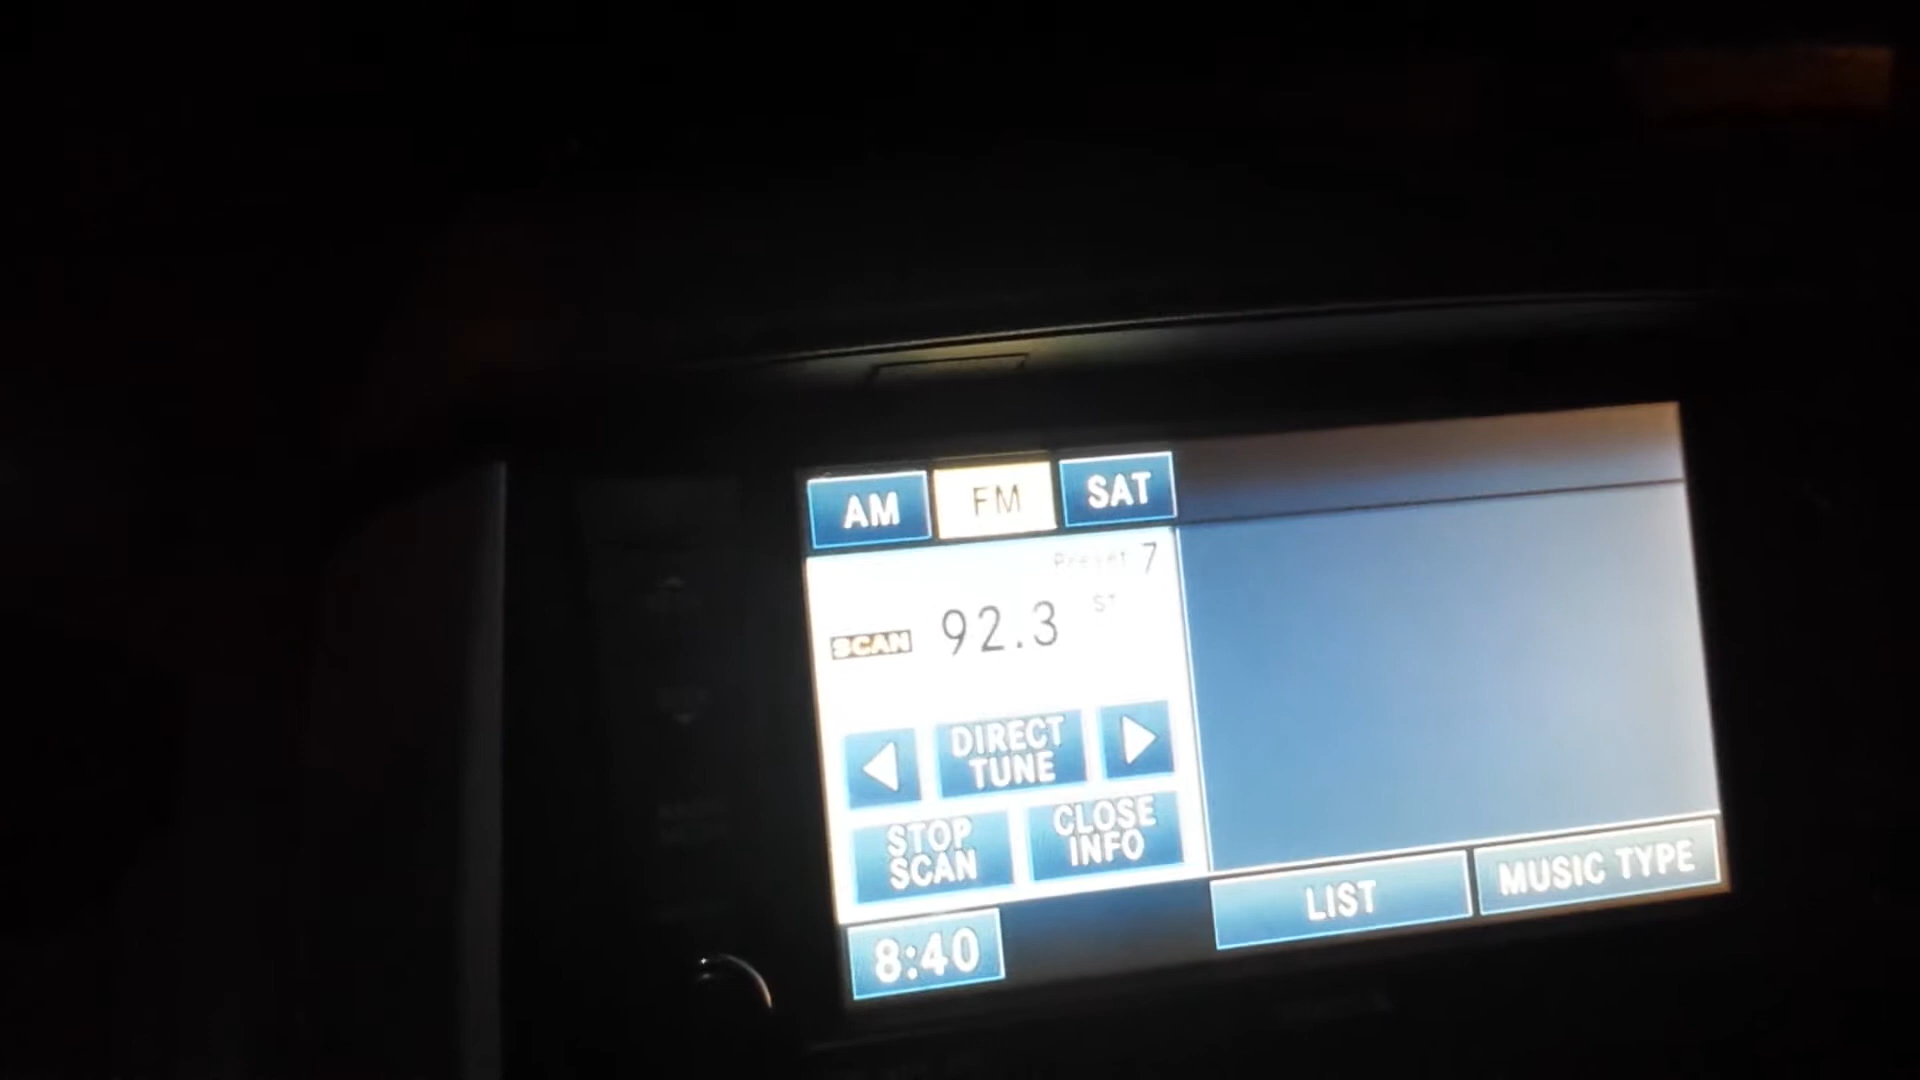 AM FM SAT
Preset 7
ST
SCAN 92.3
DIRECT
TUNE
STOP
SCAN
CLOSE
INFO
LIST
MUSIC TYPE
8:40